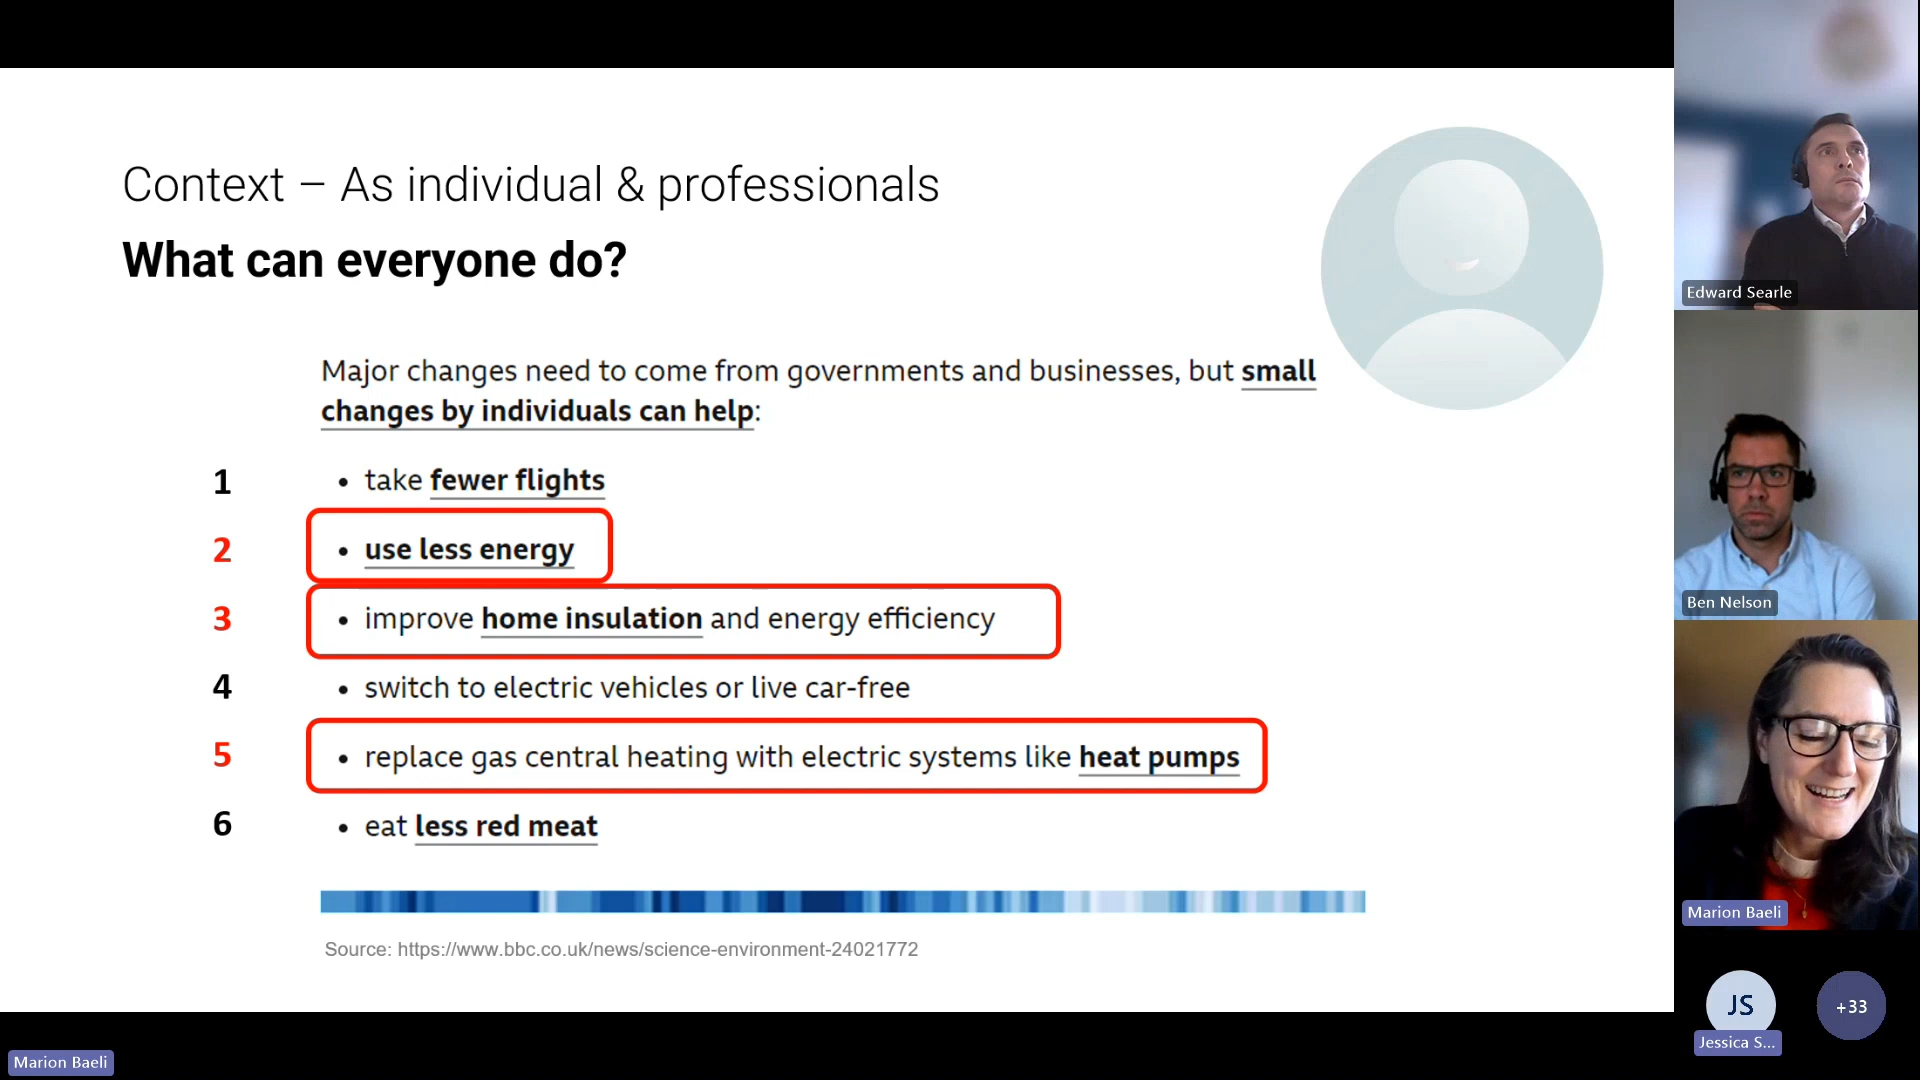 Context – As individual & professionals
What can everyone do?
Major changes need to come from governments and businesses, but small
changes by individuals can help:
1 • take fewer flights
2 • use less energy
3 • improve home insulation and energy efficiency
4 • switch to electric vehicles or live car-free
5 • replace gas central heating with electric systems like heat pumps
6 • eat less red meat
Source: https://www.bbc.co.uk/news/science-environment-24021772
Edward Searle
Ben Nelson
Marion Baeli
JS
+33
Jessica S...
Marion Baeli